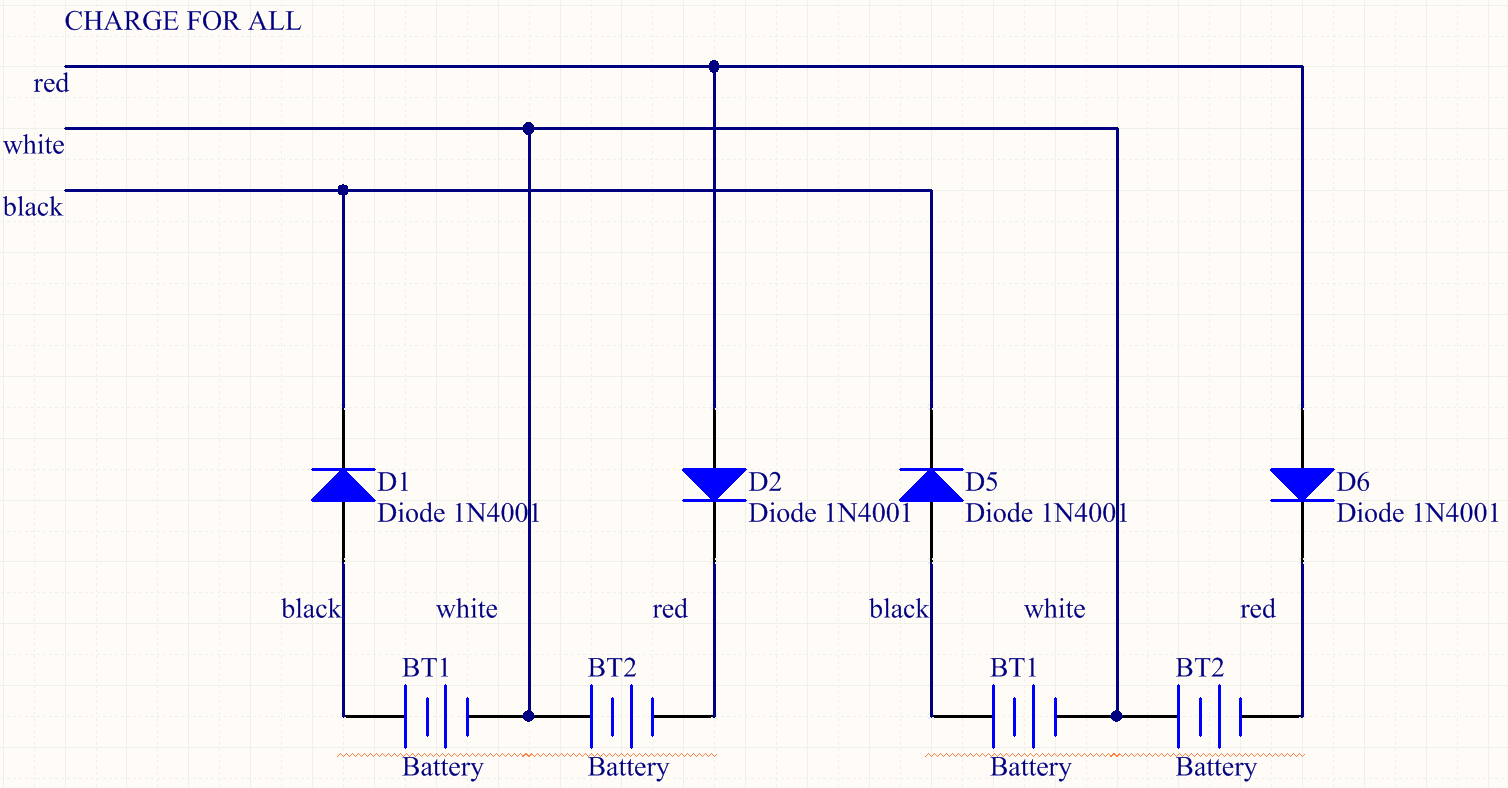 CHARGE FOR ALL
red
white
black
D1
Diode 1N4001
D2
Diode 1N4001
D5
Diode 1N4001
D6
Diode 1N4001
black
white
red
black
white
red
BT1
BT2
BT1
BT2
Battery
Battery
Battery
Battery